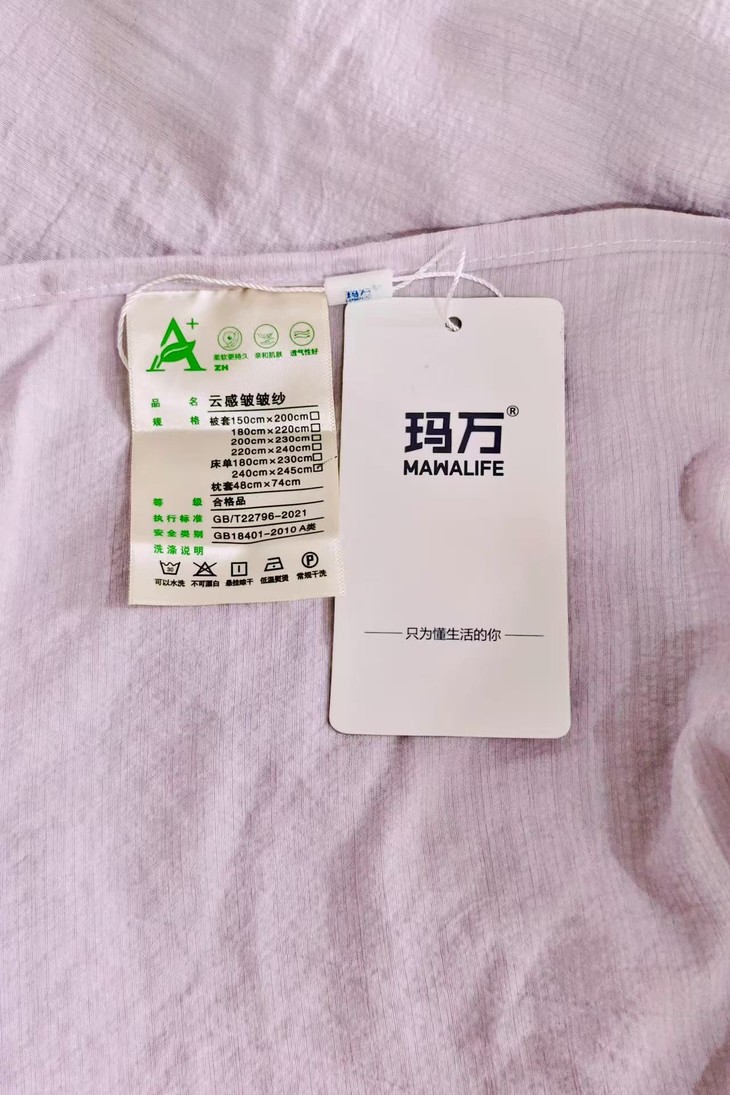 A+
柔软更持久 亲和肌肤 透气性好
ZH
品 名 云感皱皱纱
规 格 被套150cm×200cm□
180cm×220cm□
200cm×230cm□
220cm×240cm□
床单180cm×230cm□
240cm×245cm☑
枕套48cm×74cm
等 级 合格品
执行标准 GB/T22796-2021
安全类别 GB18401-2010 A类
洗涤说明
30 P
可以水洗 不可漂白 悬挂晾干 低温熨烫 常规干洗
玛万
玛万®
MAWALIFE
只为懂生活的你